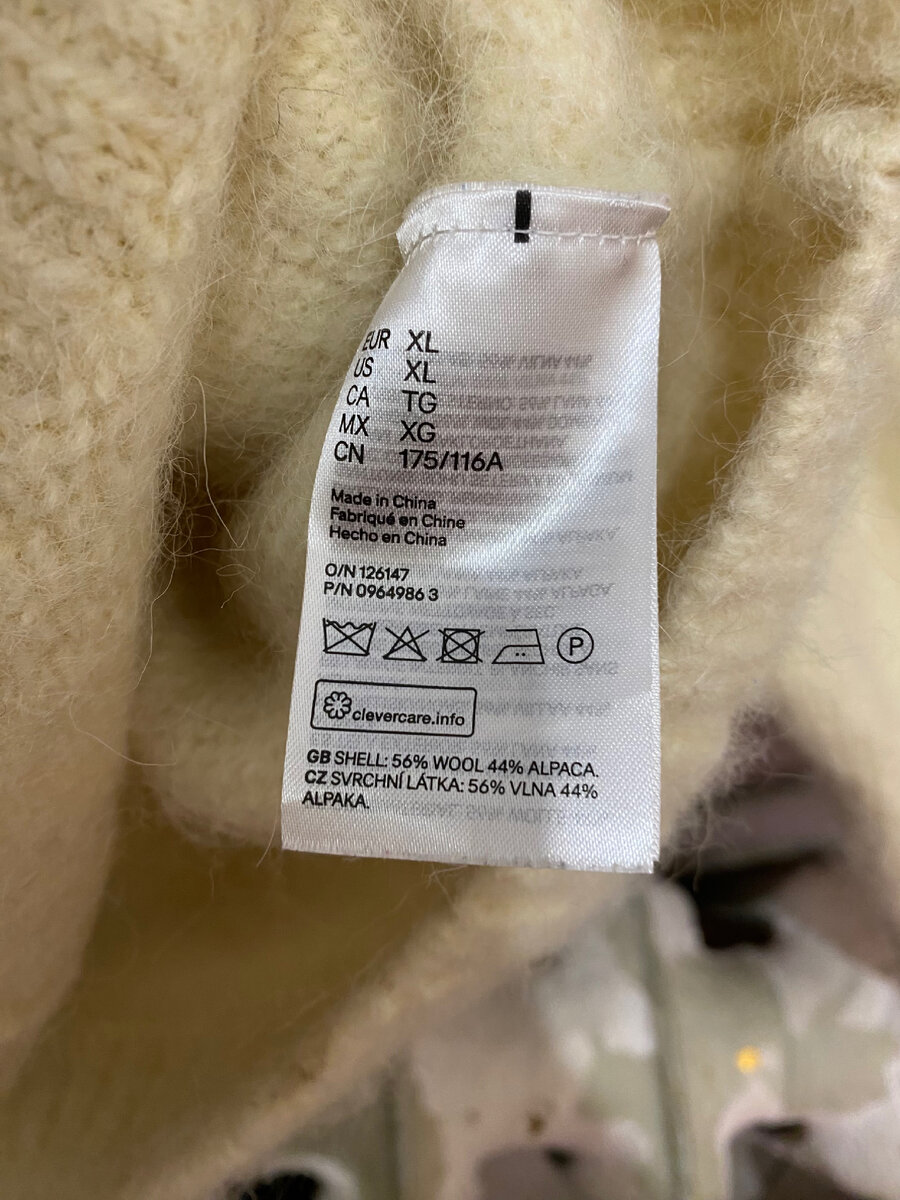 EUR XL
US XL
CA TG
MX XG
CN 175/116A
Made in China
Fabriqué en Chine
Hecho en China
O/N 126147
P/N 0964986 3
P
clevercare.info
GB SHELL: 56% WOOL 44% ALPACA.
CZ SVRCHNÍ LÁTKA: 56% VLNA 44%
ALPAKA.